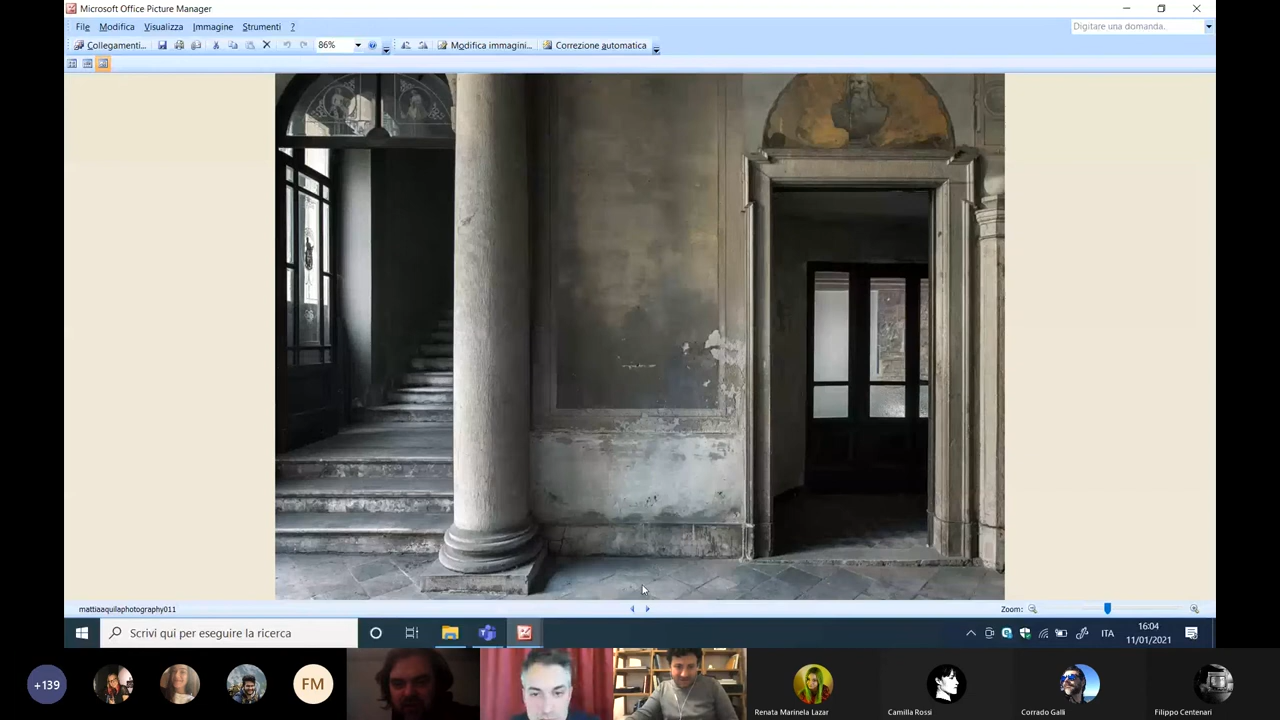 Microsoft Office Picture Manager
File Modifica Visualizza Immagine Strumenti ?
Digitare una domanda.
Collegamenti... 86% Modifica immagini... Correzione automatica
mattiaaquilaphotography011
Zoom:
Scrivi qui per eseguire la ricerca
ITA
16:04
11/01/2021
+139
FM
Renata Marinela Lazar
Camilla Rossi
Corrado Galli
Filippo Centenari